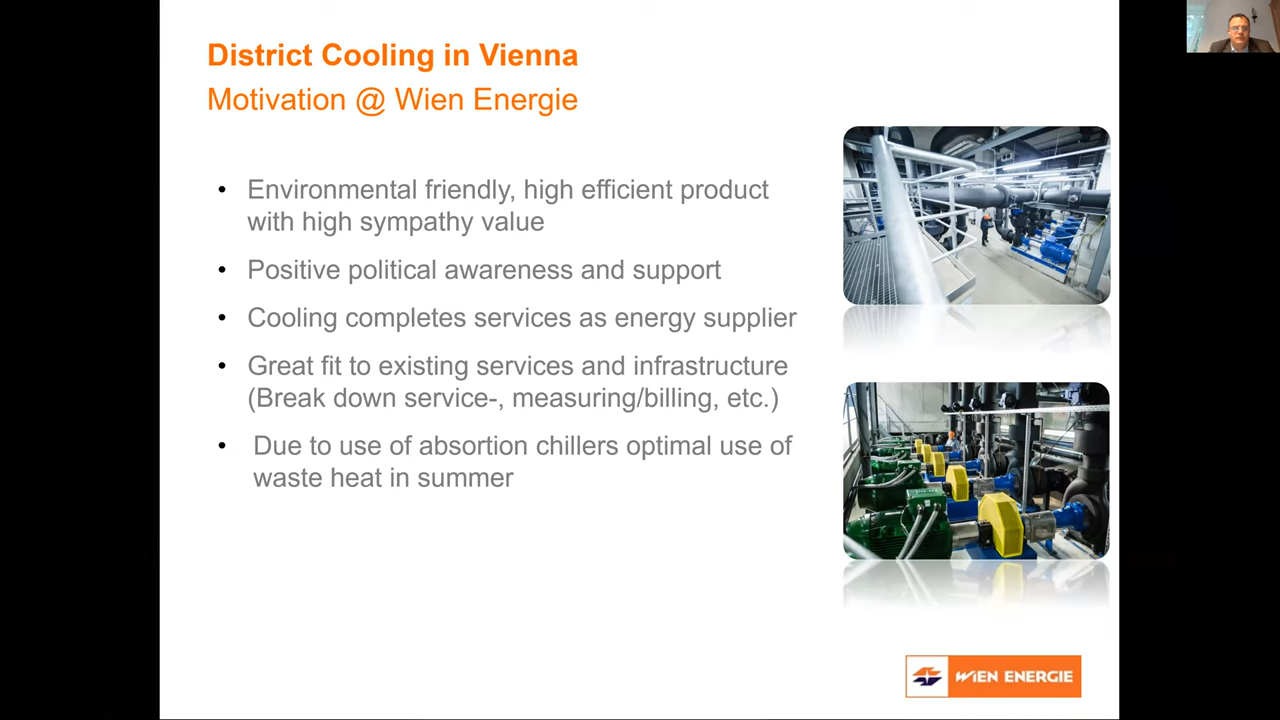 District Cooling in Vienna
Motivation @ Wien Energie
• Environmental friendly, high efficient product
with high sympathy value
• Positive political awareness and support
• Cooling completes services as energy supplier
• Great fit to existing services and infrastructure
(Break down service-, measuring/billing, etc.)
• Due to use of absortion chillers optimal use of
waste heat in summer
WIEN ENERGIE